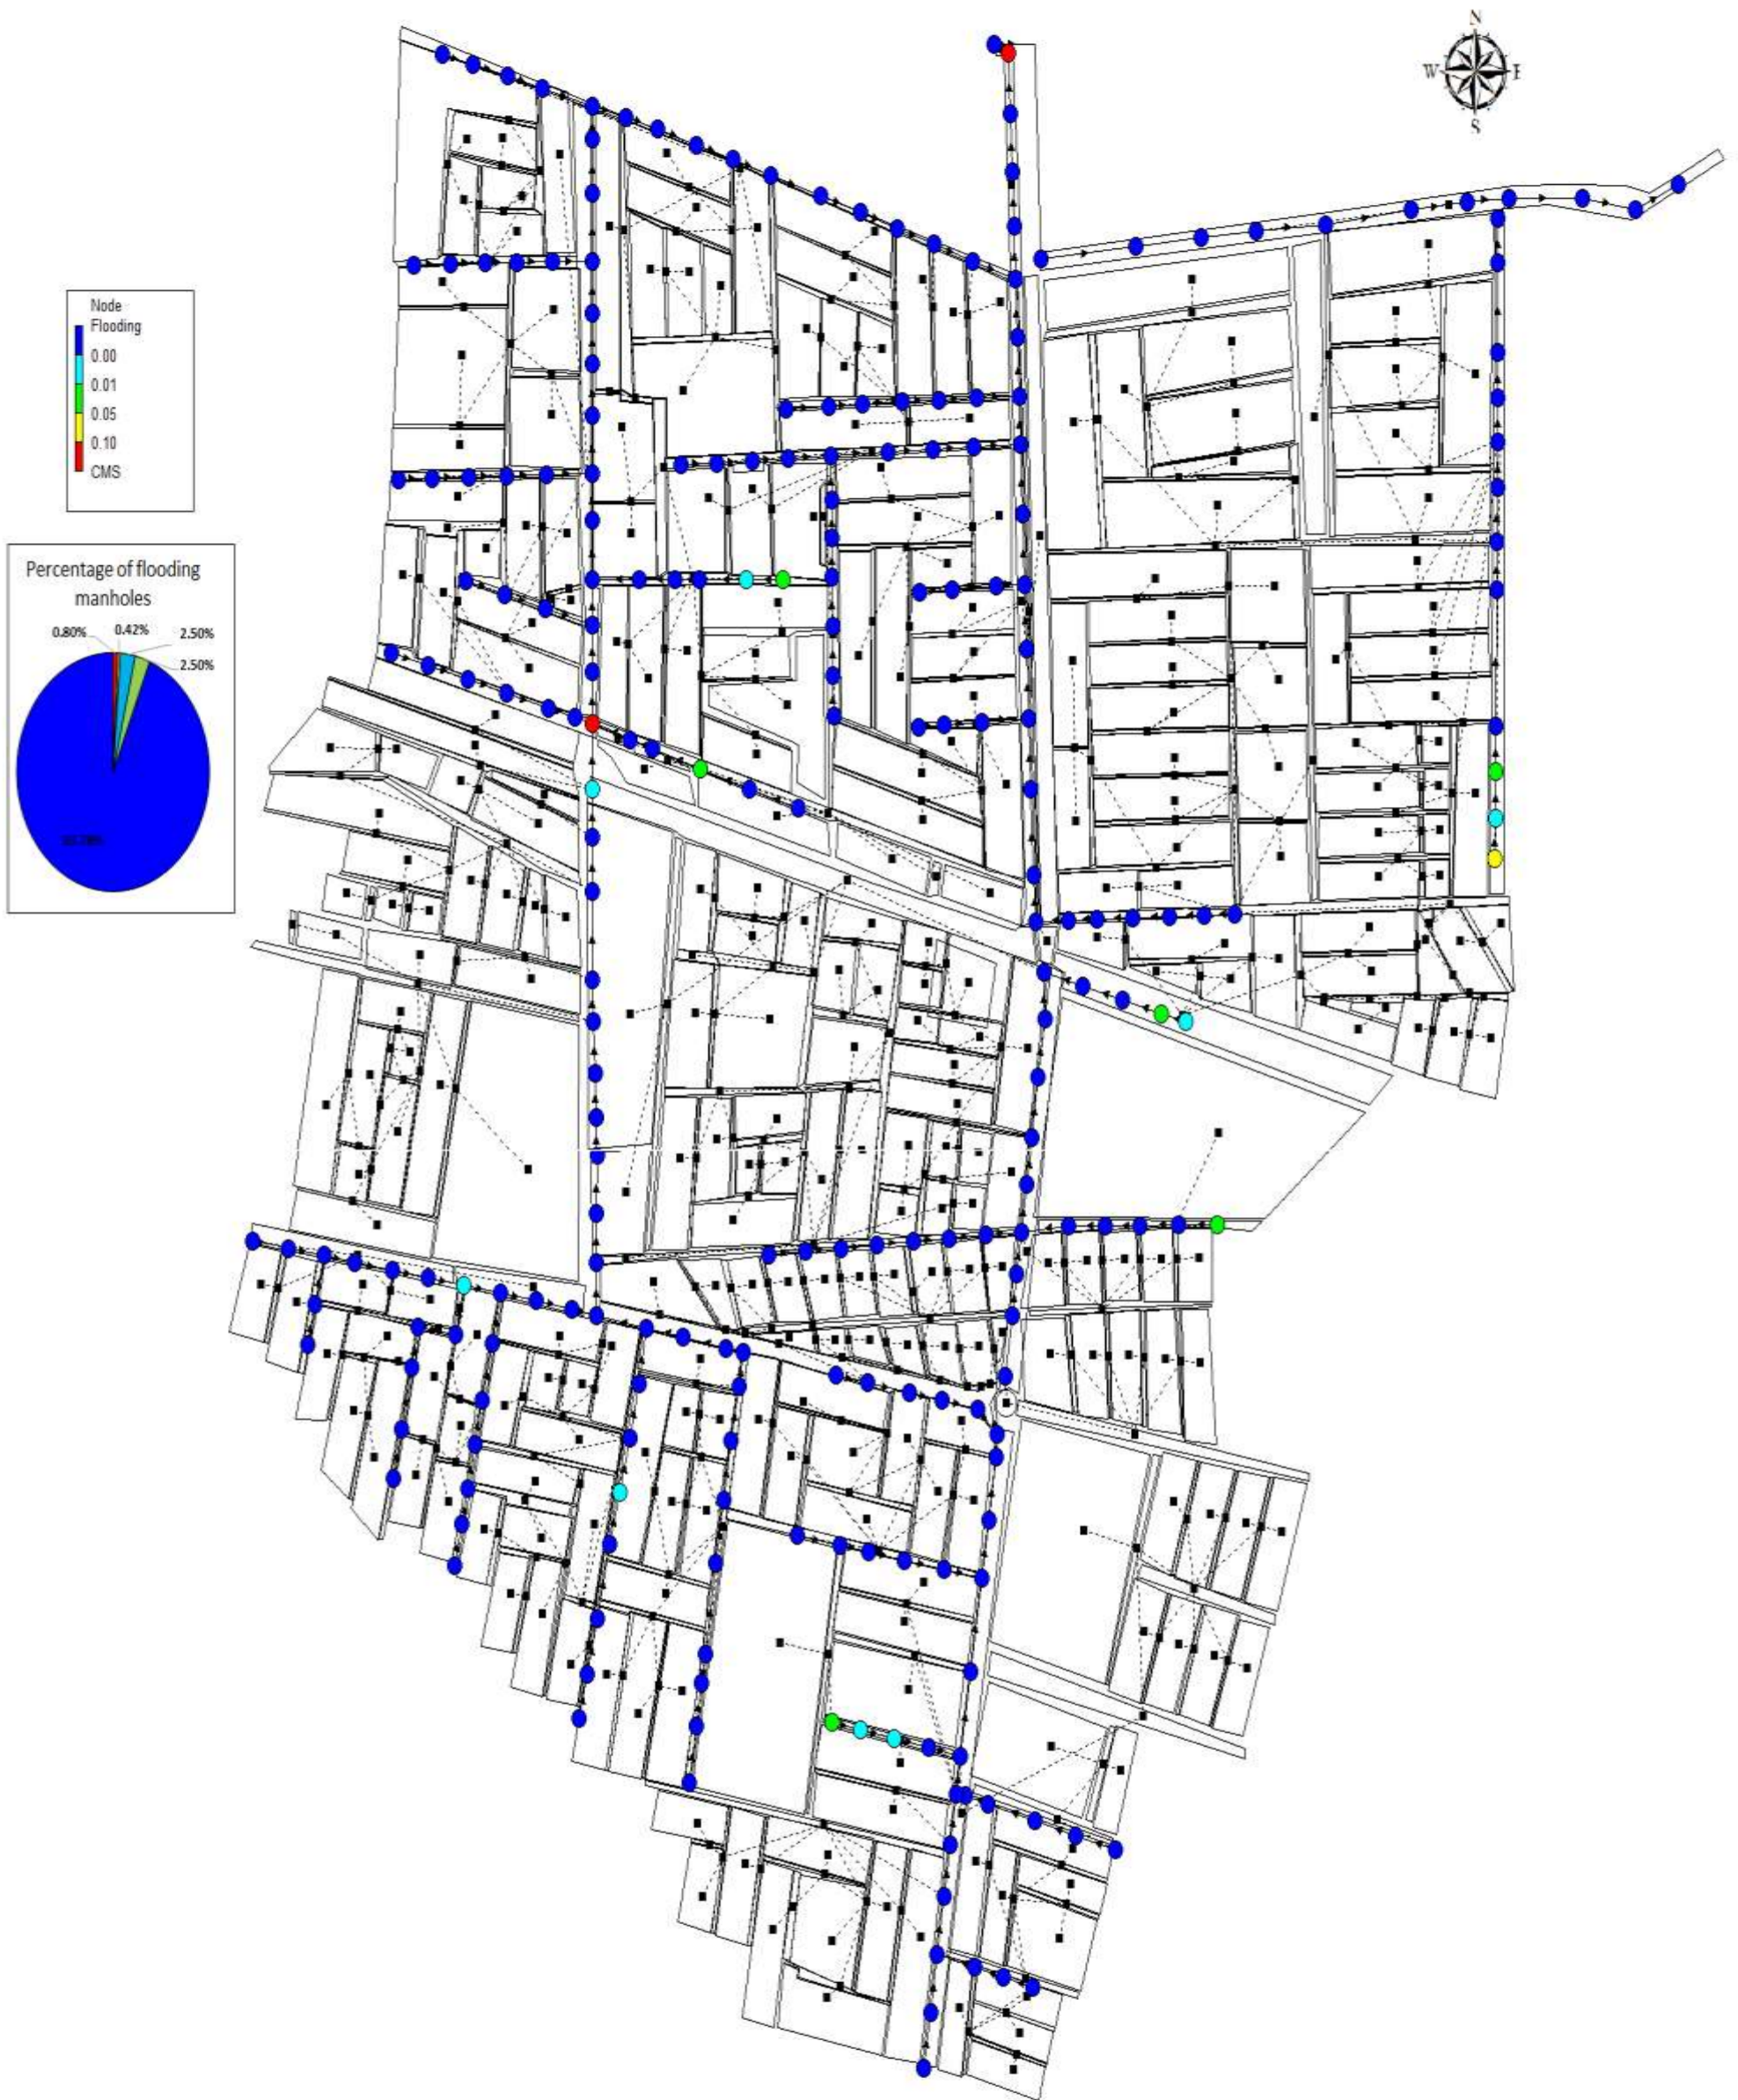 N
W
E
S
Node
Flooding
0.00
0.01
0.05
0.10
CMS
Percentage of flooding
manholes
0.80%
0.42%
2.50%
2.50%